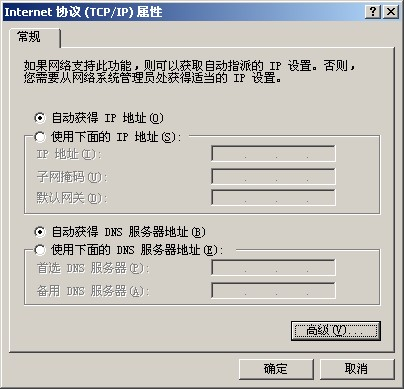 Internet 协议 (TCP/IP) 属性
常规
如果网络支持此功能，则可以获取自动指派的 IP 设置。否则，
您需要从网络系统管理员处获得适当的 IP 设置。
自动获得 IP 地址(O)
使用下面的 IP 地址(S):
IP 地址(I):
子网掩码(U):
默认网关(D):
自动获得 DNS 服务器地址(B)
使用下面的 DNS 服务器地址(E):
首选 DNS 服务器(P):
备用 DNS 服务器(A):
高级(V)...
确定 取消